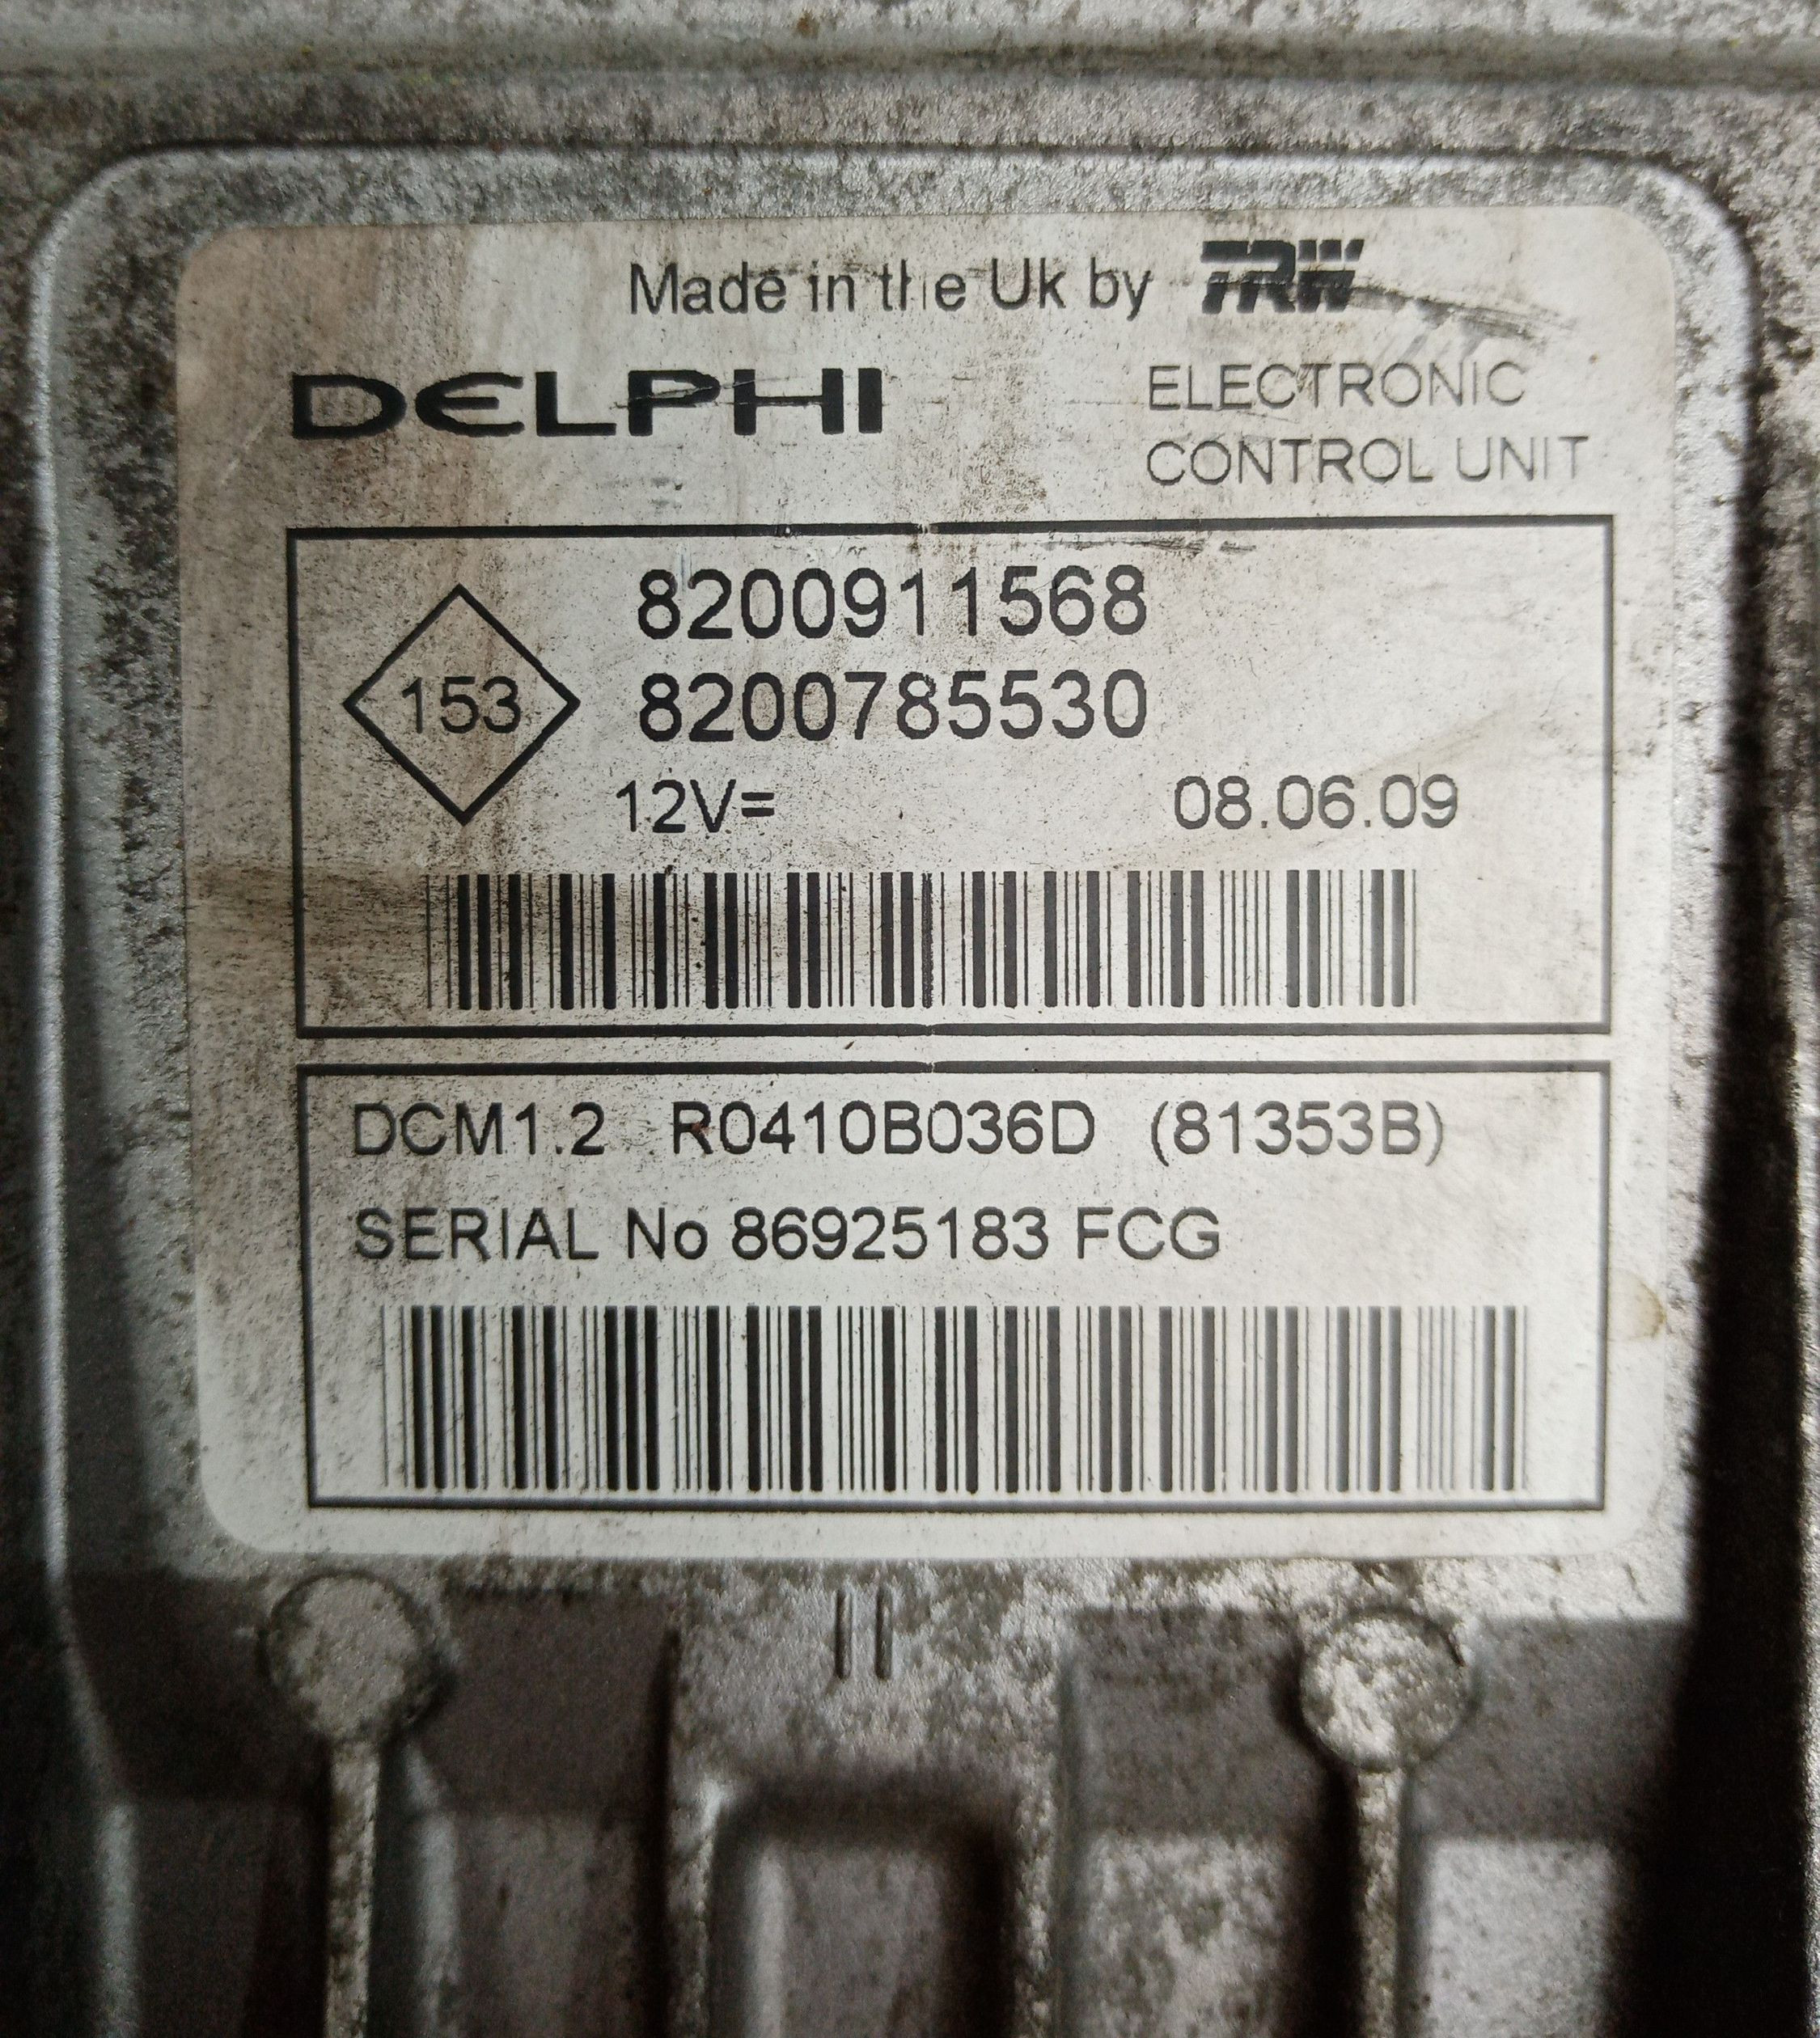 Made in the Uk by TRW
DELPHI
ELECTRONIC
CONTROL UNIT
8200911568
153
8200785530
12V= 08.06.09
DCM1.2 R0410B036D (81353B)
SERIAL No 86925183 FCG